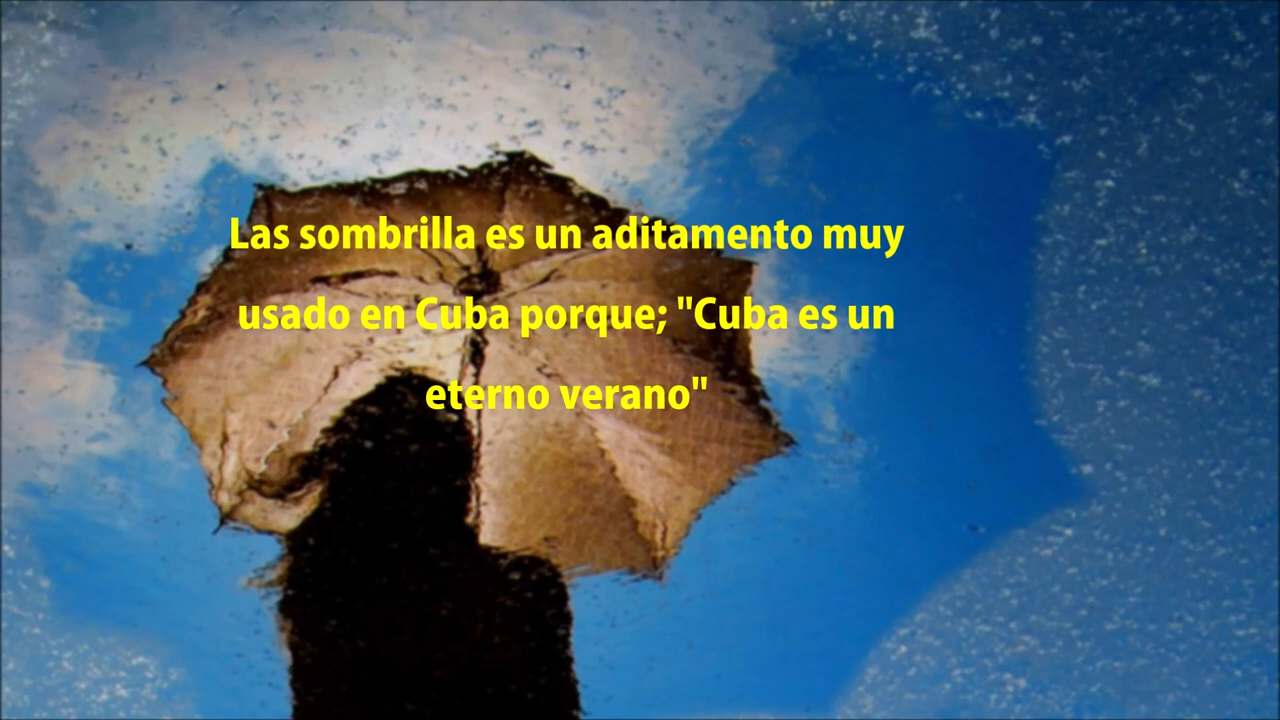 Las sombrilla es un aditamento muy
usado en Cuba porque; "Cuba es un
eterno verano"